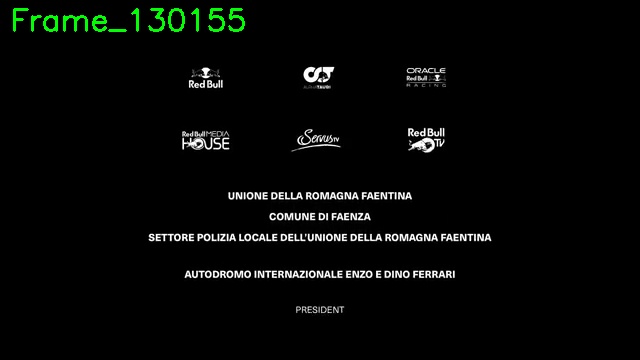 Frame_130155
Red Bull
ALPHATAURI
ORACLE
Red Bull
RACING
Red Bull MEDIA
HOUSE
ServusTV
Red Bull
TV
UNIONE DELLA ROMAGNA FAENTINA
COMUNE DI FAENZA
SETTORE POLIZIA LOCALE DELL'UNIONE DELLA ROMAGNA FAENTINA
AUTODROMO INTERNAZIONALE ENZO E DINO FERRARI
PRESIDENT